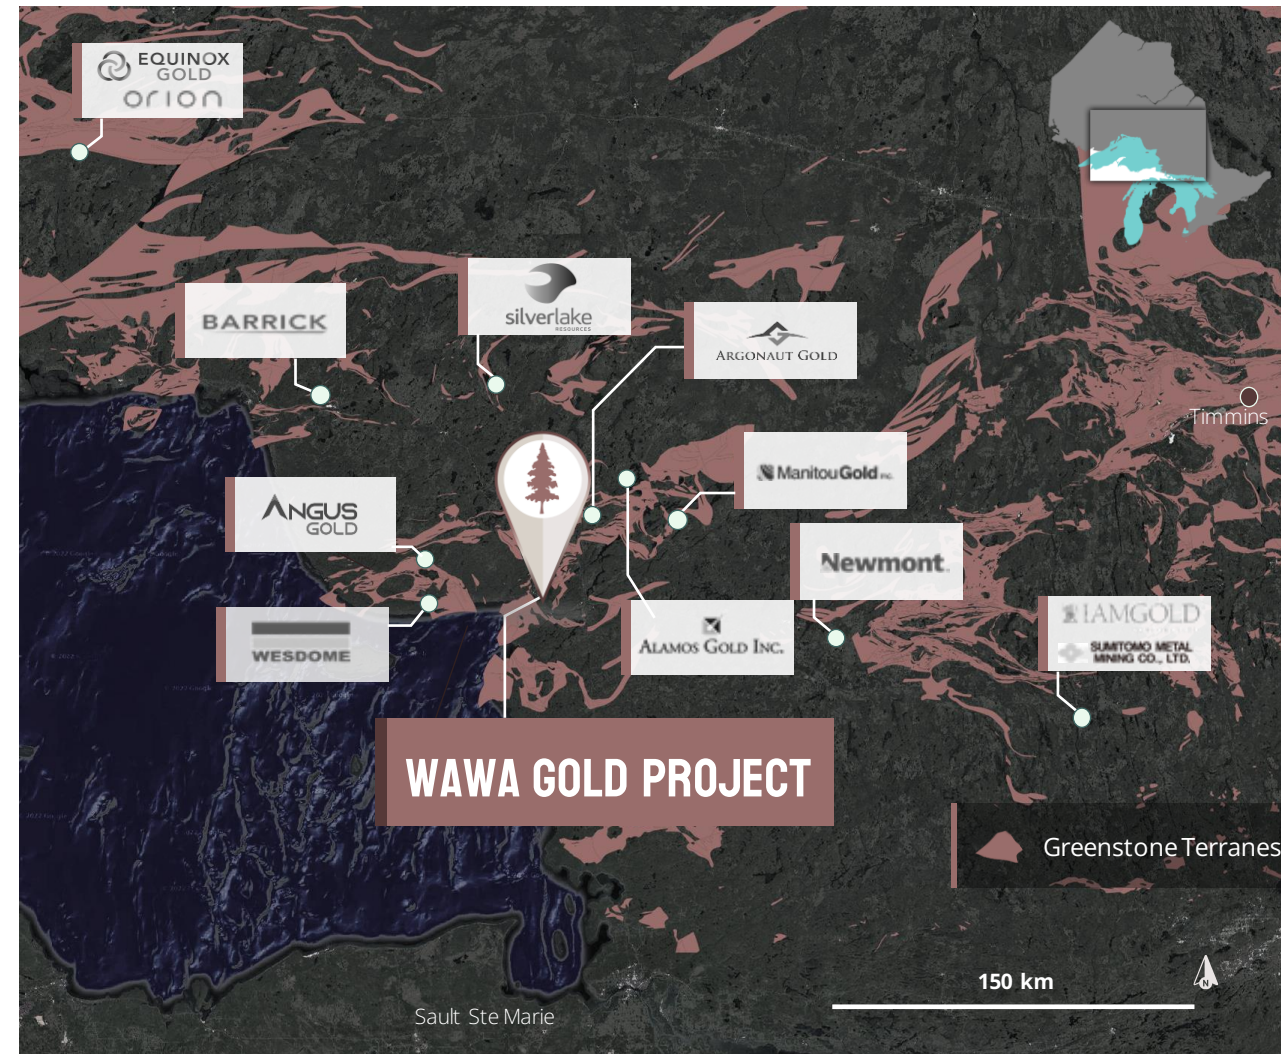 EQUINOX
GOLD
orion
BARRICK
silverlake
RESOURCES
ARGONAUT GOLD
Timmins
ManitouGold INC.
ANGUS
GOLD
Newmont
WESDOME
ALAMOS GOLD INC.
IAMGOLD
SUMITOMO METAL
MINING CO., LTD.
WAWA GOLD PROJECT
Greenstone Terranes
150 km
N
Sault Ste Marie